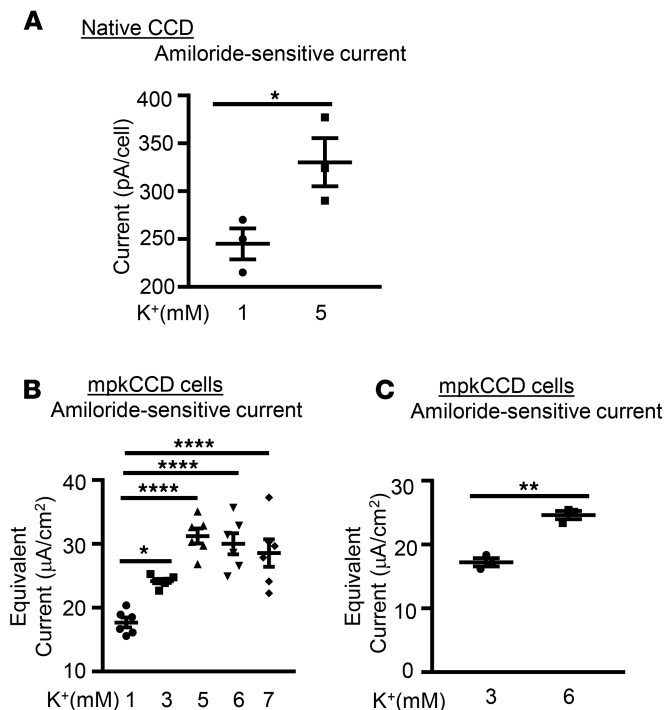 A
Native CCD
Amiloride-sensitive current
*
400
350
300
250
200
Current (pA/cell)
K⁺(mM) 1 5
B
mpkCCD cells
Amiloride-sensitive current
****
****
****
*
40
30
20
10
Equivalent
Current (µA/cm²)
K⁺(mM) 1 3 5 6 7
C
mpkCCD cells
Amiloride-sensitive current
**
30
20
10
0
Equivalent
Current (µA/cm²)
K⁺(mM) 3 6